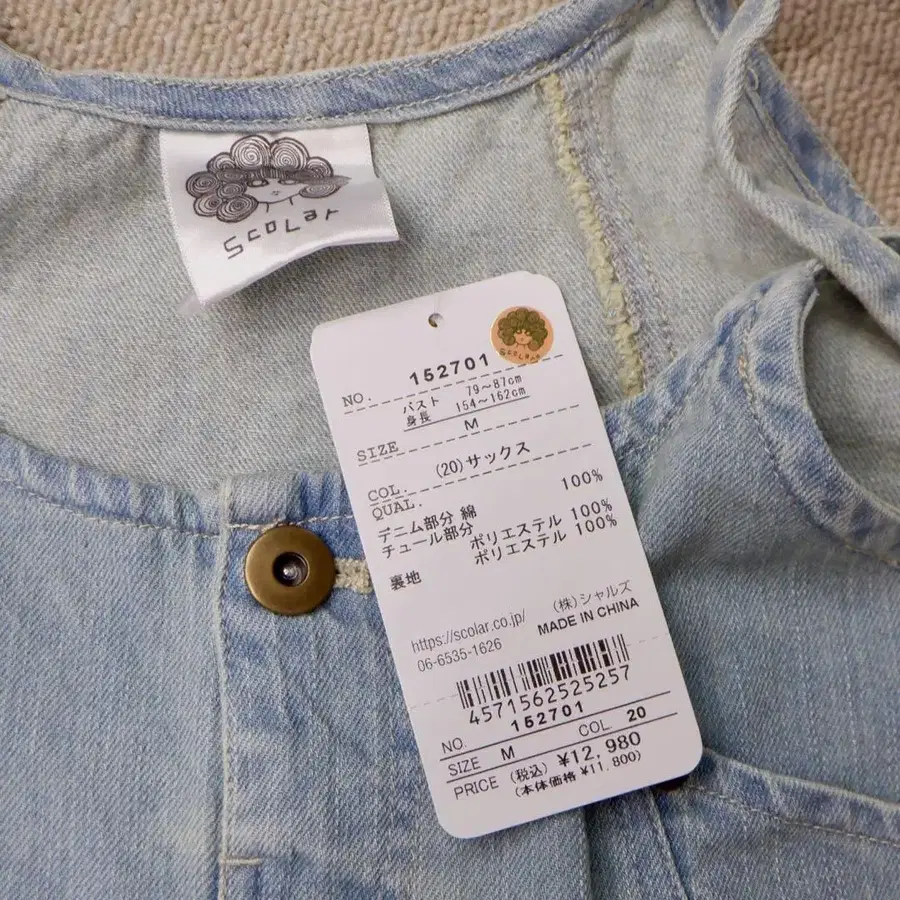 ScoLar
ScoLar
NO. 152701
バスト 79～87cm
身長 154～162cm
SIZE M
COL. (20)サックス
QUAL.
デニム部分 綿 100%
チュール部分 ポリエステル 100%
裏地 ポリエステル 100%
(株)シャルズ
https://scolar.co.jp/
06-6535-1626
MADE IN CHINA
4571562525257
NO. 152701
SIZE M COL. 20
PRICE (税込) ¥12,980
(本体価格 ¥11,800)